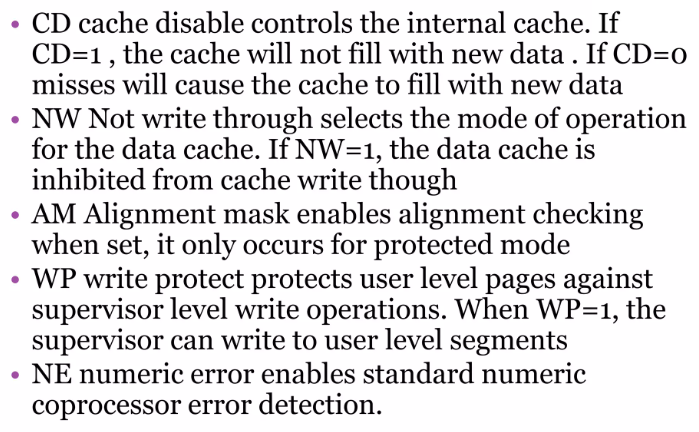 • CD cache disable controls the internal cache. If
CD=1 , the cache will not fill with new data . If CD=0
misses will cause the cache to fill with new data
• NW Not write through selects the mode of operation
for the data cache. If NW=1, the data cache is
inhibited from cache write though
• AM Alignment mask enables alignment checking
when set, it only occurs for protected mode
• WP write protect protects user level pages against
supervisor level write operations. When WP=1, the
supervisor can write to user level segments
• NE numeric error enables standard numeric
coprocessor error detection.